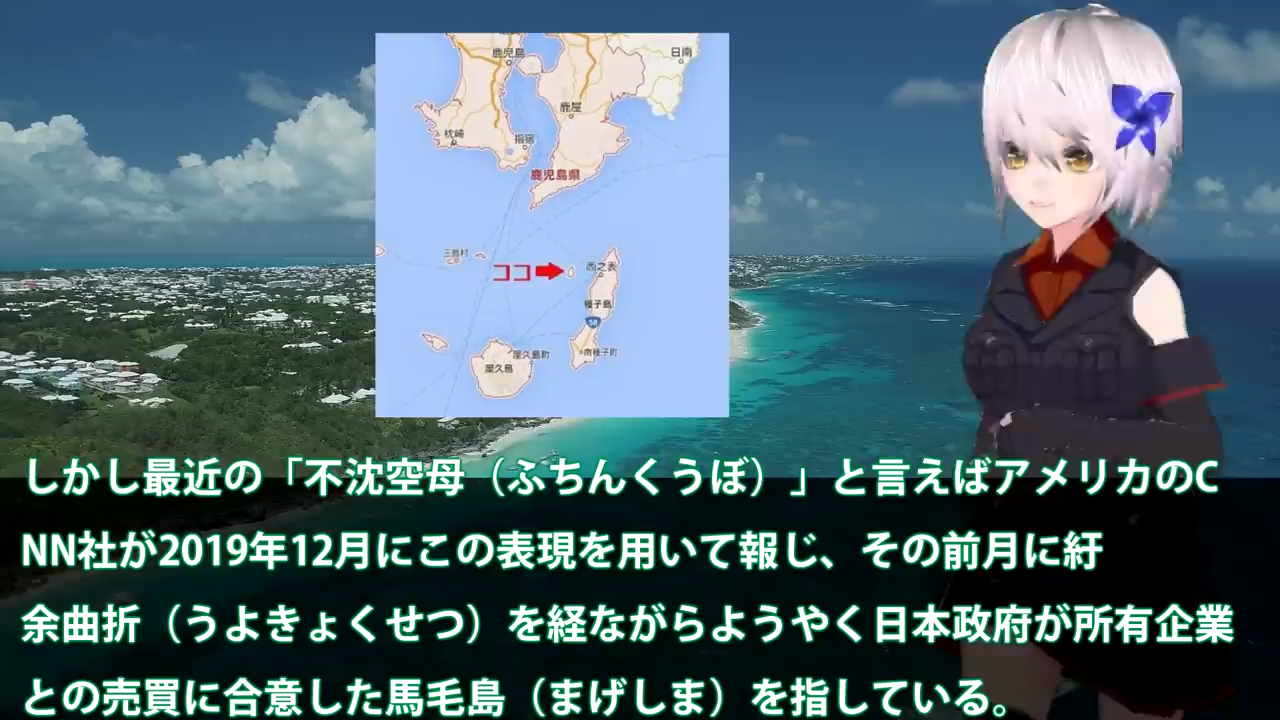 鹿児島
日南
鹿屋
枕崎
指宿
鹿児島県
三島村
ココ
西之表
種子島
58
屋久島町
南種子町
屋久島
しかし最近の「不沈空母（ふちんくうぼ）」と言えばアメリカのC
NN社が2019年12月にこの表現を用いて報じ、その前月に紆
余曲折（うよきょくせつ）を経ながらようやく日本政府が所有企業
との売買に合意した馬毛島（まげしま）を指している。